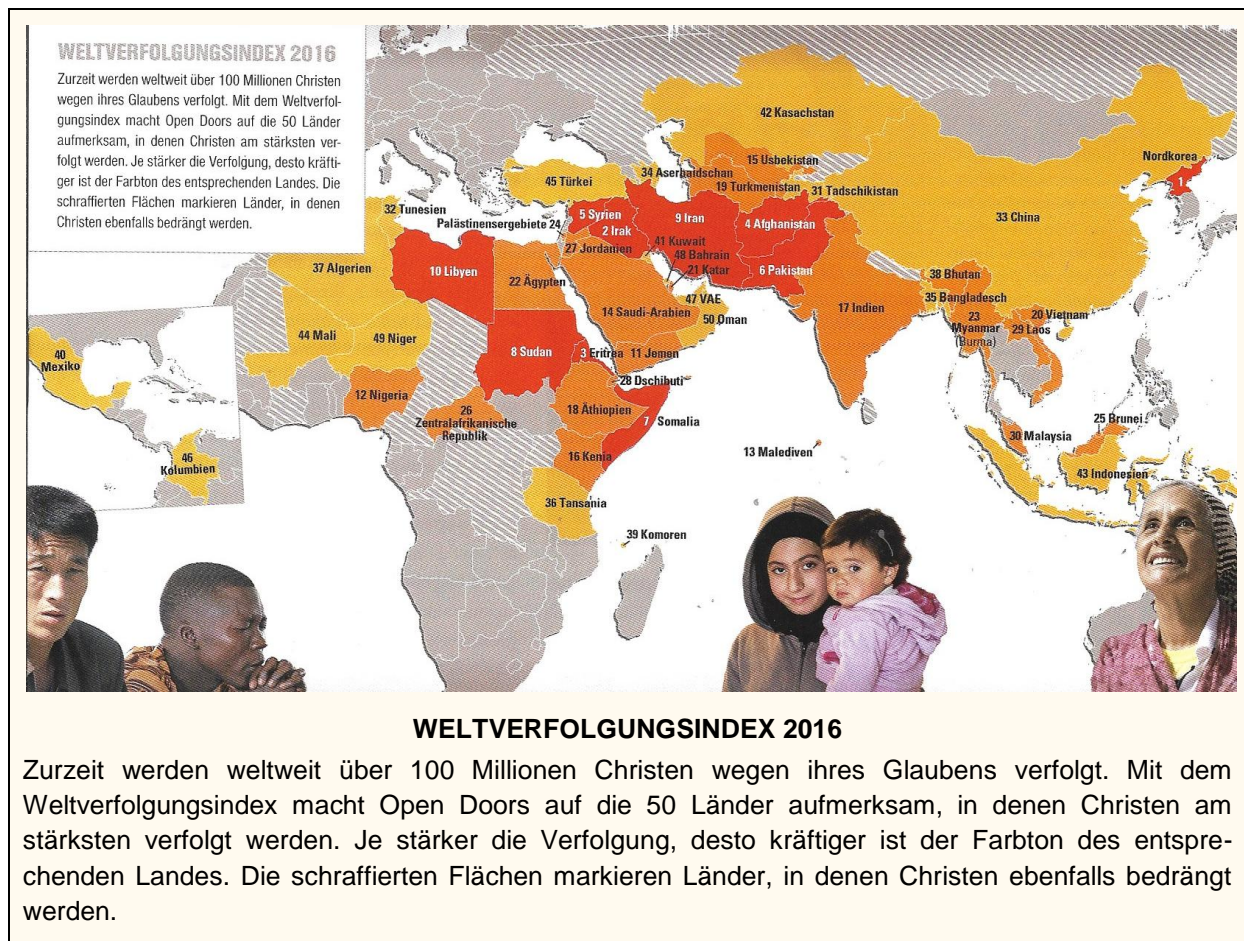 WELTVERFOLGUNGSINDEX 2016
Zurzeit werden weltweit über 100 Millionen Christen
wegen ihres Glaubens verfolgt. Mit dem Weltverfol-
gungsindex macht Open Doors auf die 50 Länder
aufmerksam, in denen Christen am stärksten ver-
folgt werden. Je stärker die Verfolgung, desto kräfti-
ger ist der Farbton des entsprechenden Landes. Die
schraffierten Flächen markieren Länder, in denen
Christen ebenfalls bedrängt werden.
42 Kasachstan
Nordkorea
1
15 Usbekistan
34 Aserbaidschan
45 Türkei
19 Turkmenistan
31 Tadschikistan
32 Tunesien
5 Syrien
9 Iran
33 China
Palästinensergebiete 24
2 Irak
4 Afghanistan
27 Jordanien
41 Kuwait
48 Bahrain
37 Algerien
10 Libyen
22 Ägypten
21 Katar
6 Pakistan
38 Bhutan
35 Bangladesch
47 VAE
14 Saudi-Arabien
50 Oman
17 Indien
23
Myanmar
(Burma)
20 Vietnam
29 Laos
44 Mali
49 Niger
40
Mexiko
8 Sudan
3 Eritrea
11 Jemen
28 Dschibuti
12 Nigeria
26
Zentralafrikanische
Republik
18 Äthiopien
7 Somalia
25 Brunei
30 Malaysia
13 Malediven
16 Kenia
46
Kolumbien
43 Indonesien
36 Tansania
39 Komoren
WELTVERFOLGUNGSINDEX 2016
Zurzeit werden weltweit über 100 Millionen Christen wegen ihres Glaubens verfolgt. Mit dem
Weltverfolgungsindex macht Open Doors auf die 50 Länder aufmerksam, in denen Christen am
stärksten verfolgt werden. Je stärker die Verfolgung, desto kräftiger ist der Farbton des entspre-
chenden Landes. Die schraffierten Flächen markieren Länder, in denen Christen ebenfalls bedrängt
werden.